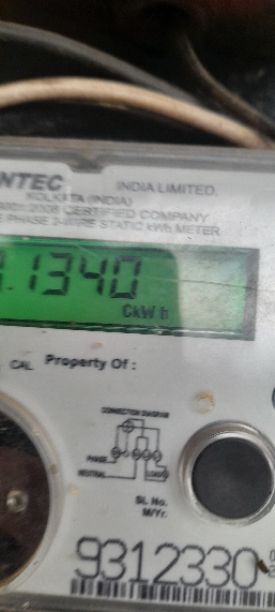 NTEC INDIA LIMITED.
KOLKATA (INDIA)
CERTIFIED COMPANY
PHASE 2-WIRE STATIC kWh METER
.1340
CkWh
CAL Property Of :
CONNECTION DIAGRAM
PHASE
NEUTRAL
LOAD
SL No.
M/Yr.
9312330